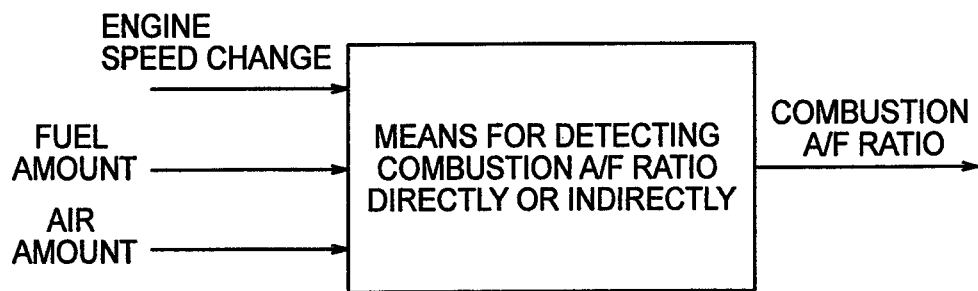 ENGINE
SPEED CHANGE
FUEL
AMOUNT
AIR
AMOUNT
MEANS FOR DETECTING
COMBUSTION A/F RATIO
DIRECTLY OR INDIRECTLY
COMBUSTION
A/F RATIO